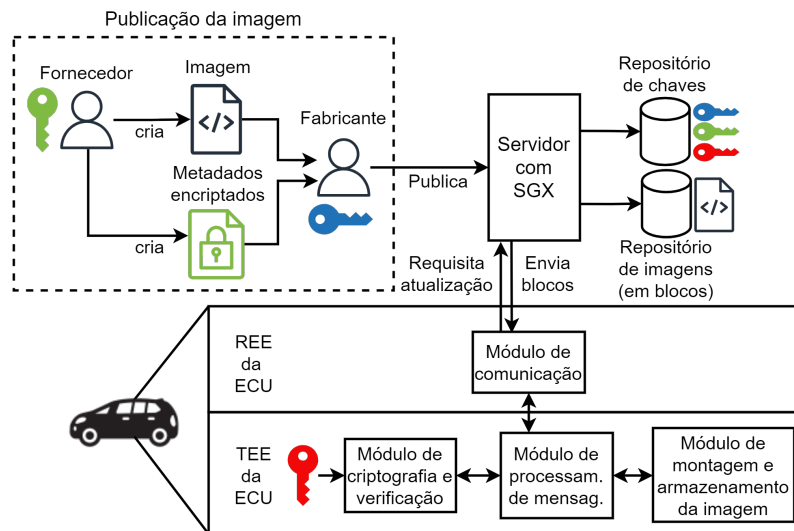 Publicação da imagem
Fornecedor
Imagem
cria
Metadados
encriptados
cria
Fabricante
Publica
Servidor
com
SGX
Repositório
de chaves
Repositório
de imagens
(em blocos)
Requisita
atualização
Envia
blocos
REE
da
ECU
Módulo de
comunicação
TEE
da
ECU
Módulo de
criptografia e
verificação
Módulo de
processam.
de mensag.
Módulo de
montagem e
armazenamento
da imagem